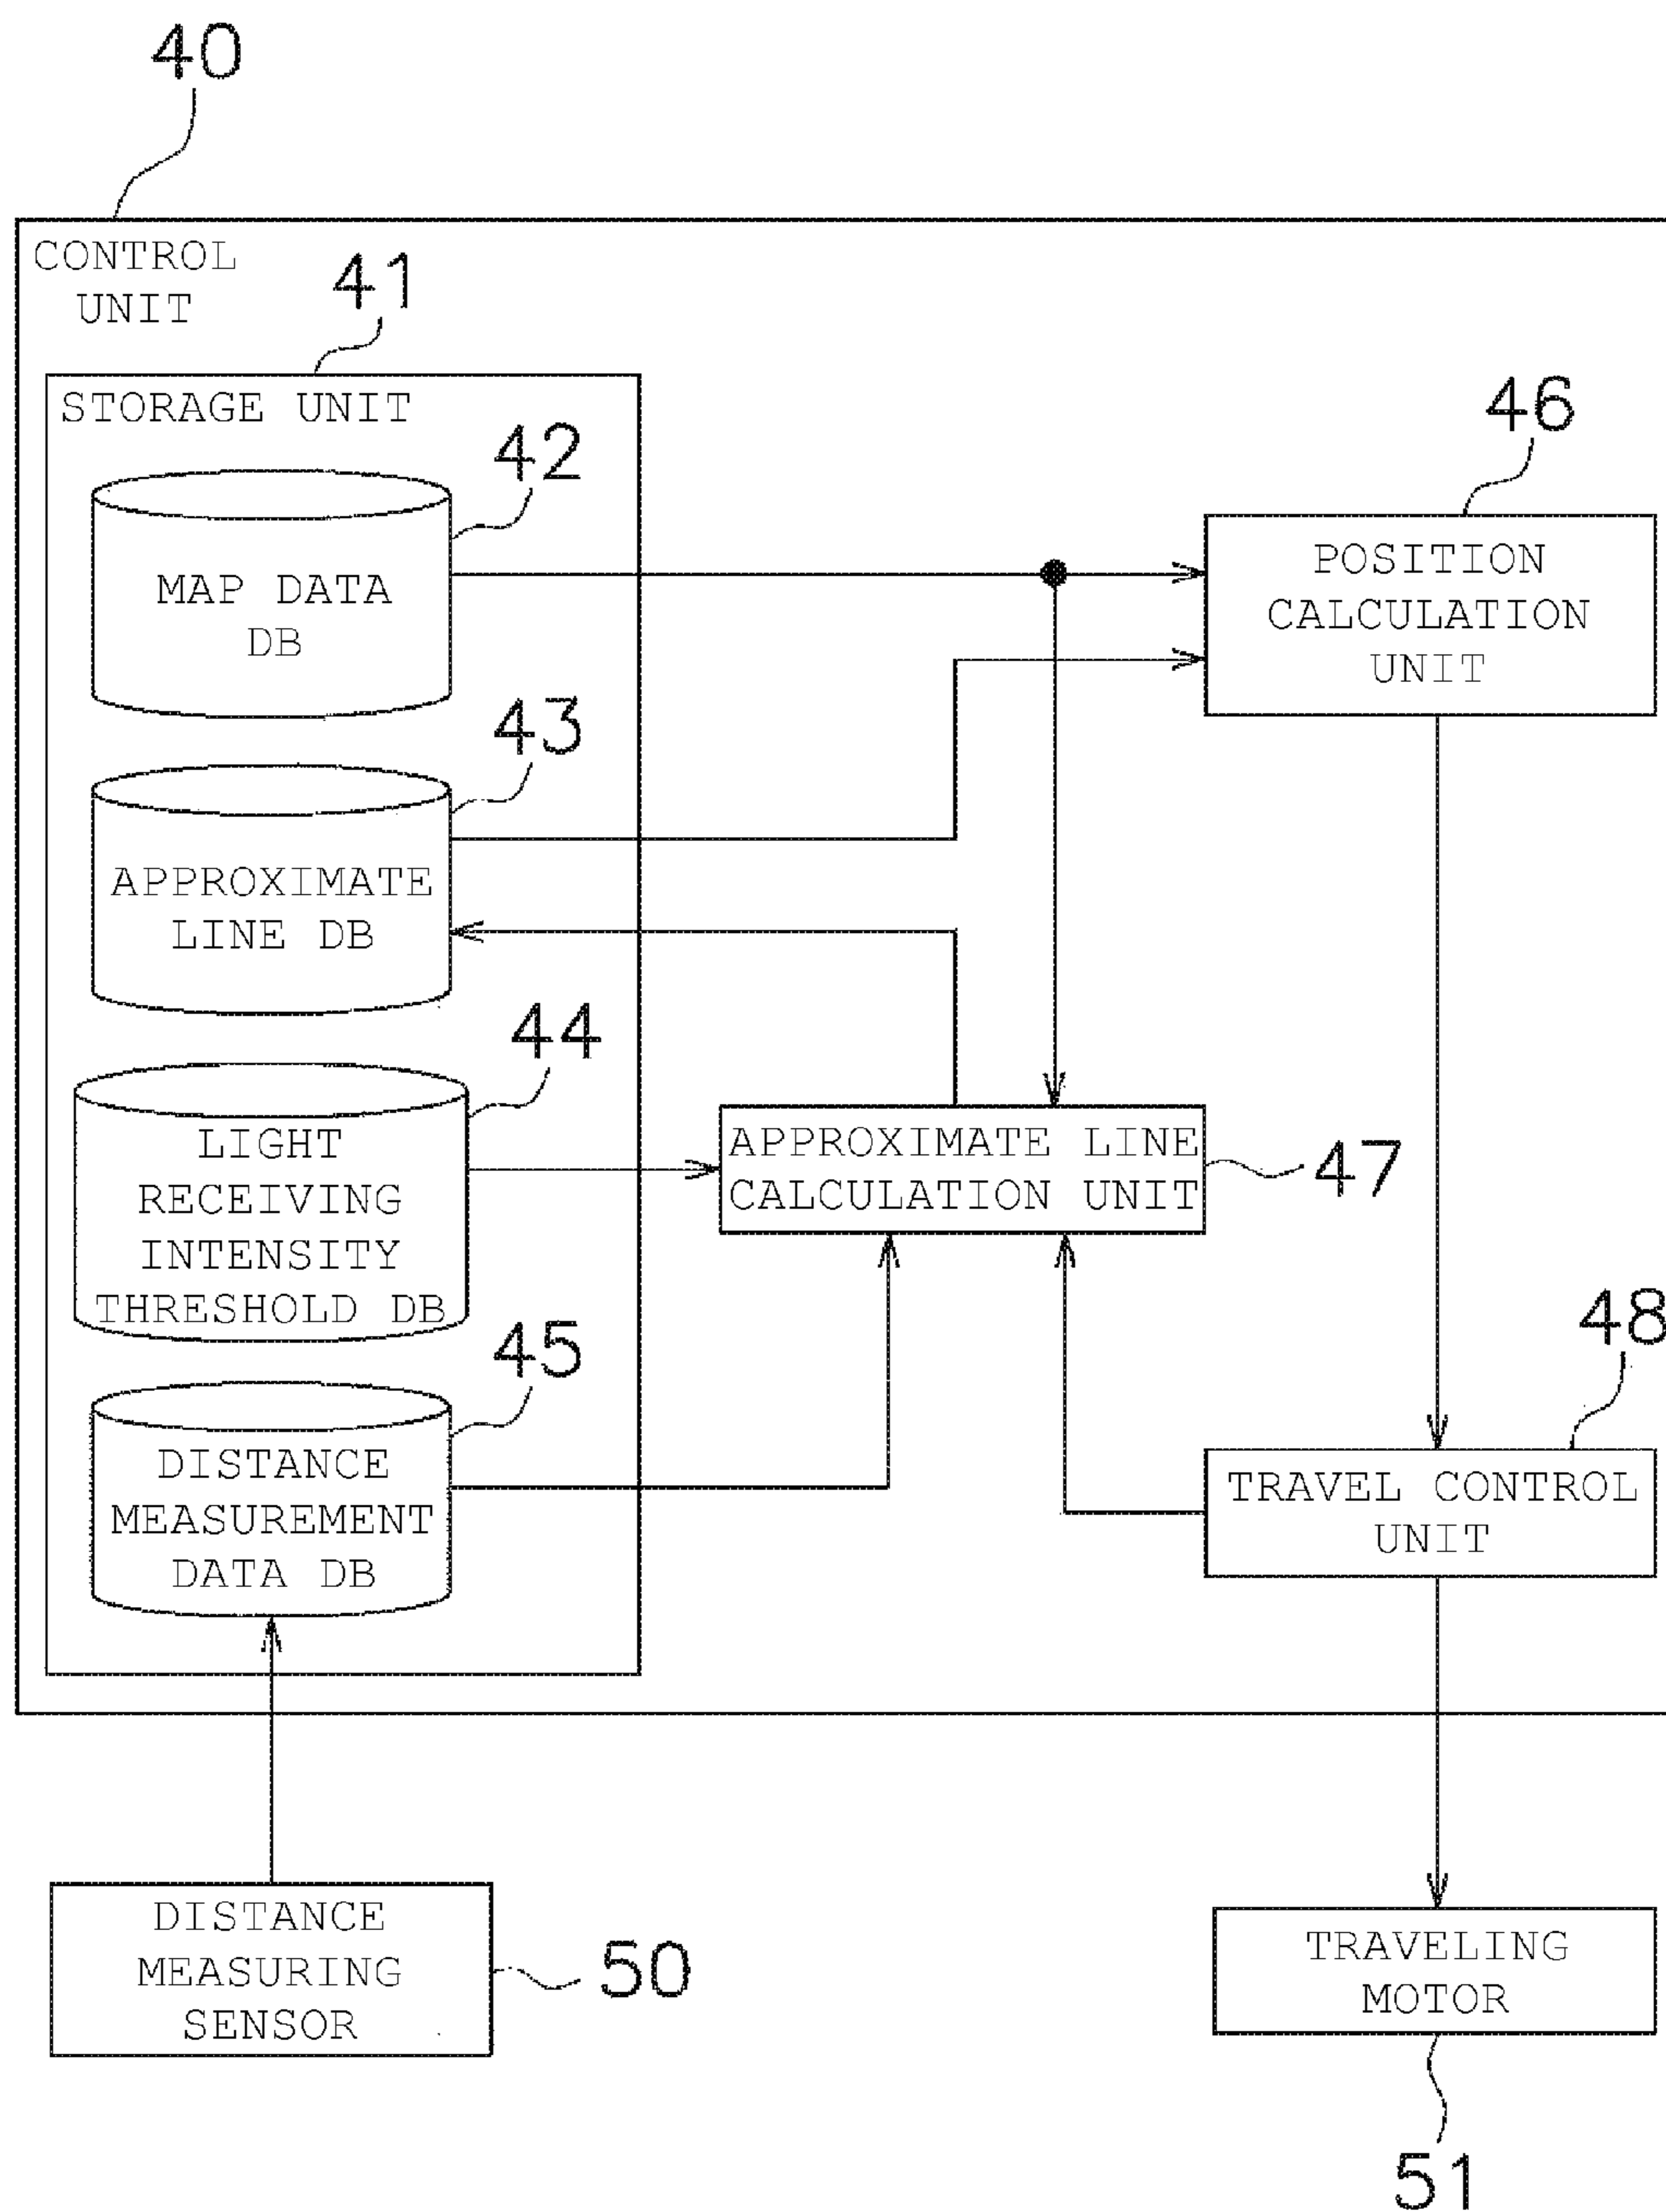 40
CONTROL
UNIT
41
STORAGE UNIT
42
MAP DATA
DB
46
POSITION
CALCULATION
UNIT
43
APPROXIMATE
LINE DB
44
LIGHT
RECEIVING
INTENSITY
THRESHOLD DB
APPROXIMATE LINE
CALCULATION UNIT
47
45
DISTANCE
MEASUREMENT
DATA DB
48
TRAVEL CONTROL
UNIT
DISTANCE
MEASURING
SENSOR
50
TRAVELING
MOTOR
51